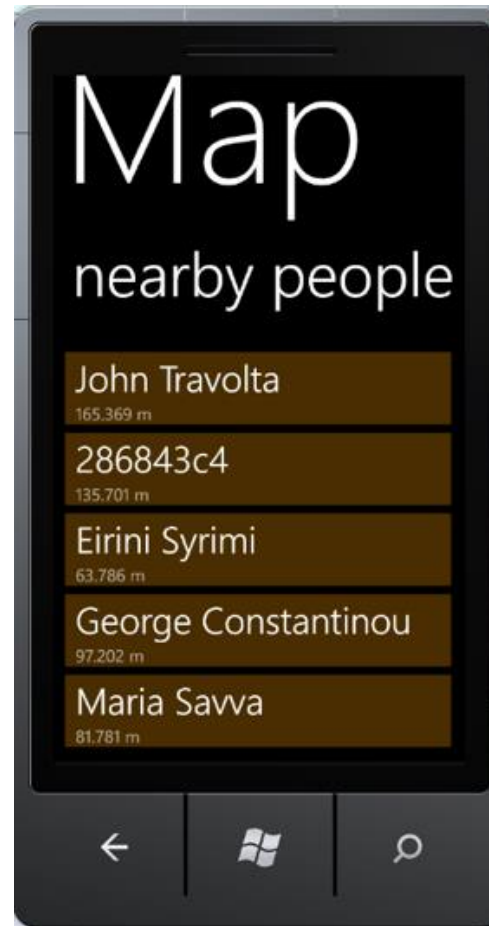 Map
nearby people
John Travolta
165.369 m
286843c4
135.701 m
Eirini Syrimi
63.786 m
George Constantinou
97.202 m
Maria Savva
81.781 m